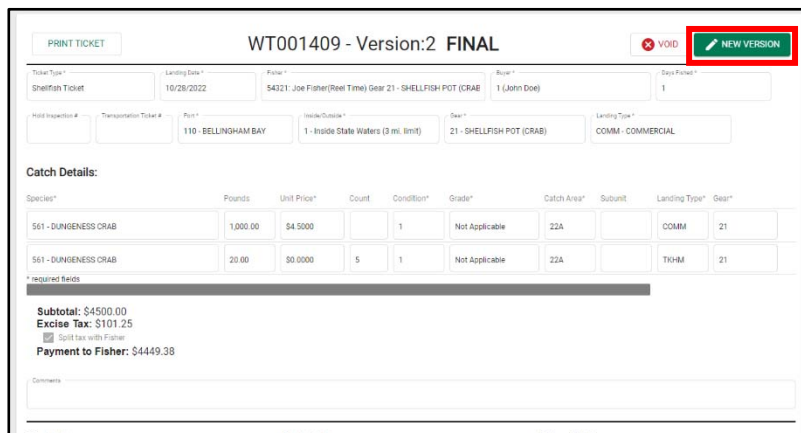 PRINT TICKET WT001409 - Version:2 FINAL VOID NEW VERSION
Ticket Type * Landing Date * Fisher * Buyer * Days Fished *
Shellfish Ticket 10/28/2022 54321: Joe Fisher(Reel Time) Gear 21 - SHELLFISH POT (CRAB 1 (John Doe) 1
Hold Inspection # Transportation Ticket # Port * Inside/Outside * Gear * Landing Type *
110 - BELLINGHAM BAY 1 - Inside State Waters (3 mi. limit) 21 - SHELLFISH POT (CRAB) COMM - COMMERCIAL
Catch Details:
Species* Pounds Unit Price* Count Condition* Grade* Catch Area* Subunit Landing Type* Gear*
561 - DUNGENESS CRAB 1,000.00 $4.5000 1 Not Applicable 22A COMM 21
561 - DUNGENESS CRAB 20.00 $0.0000 5 1 Not Applicable 22A TKHM 21
* required fields
Subtotal: $4500.00
Excise Tax: $101.25
Split tax with Fisher
Payment to Fisher: $4449.38
Comments